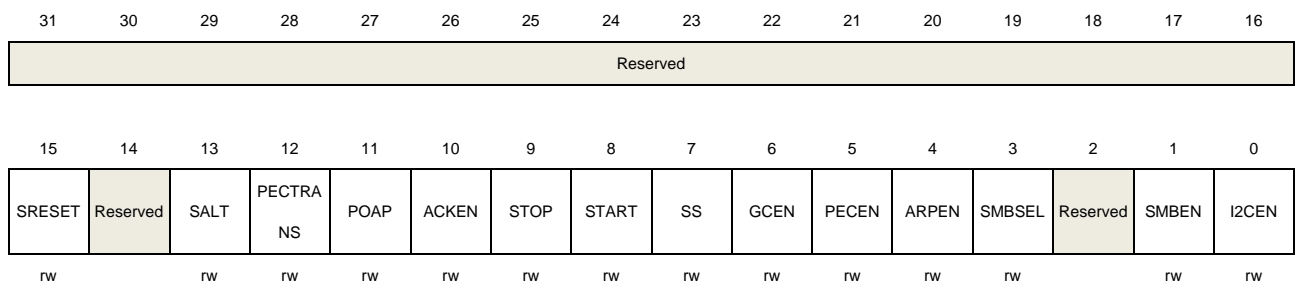 31 30 29 28 27 26 25 24 23 22 21 20 19 18 17 16
Reserved
15 14 13 12 11 10 9 8 7 6 5 4 3 2 1 0
SRESET Reserved SALT PECTRA NS POAP ACKEN STOP START SS GCEN PECEN ARPEN SMBSEL Reserved SMBEN I2CEN
rw rw rw rw rw rw rw rw rw rw rw rw rw rw